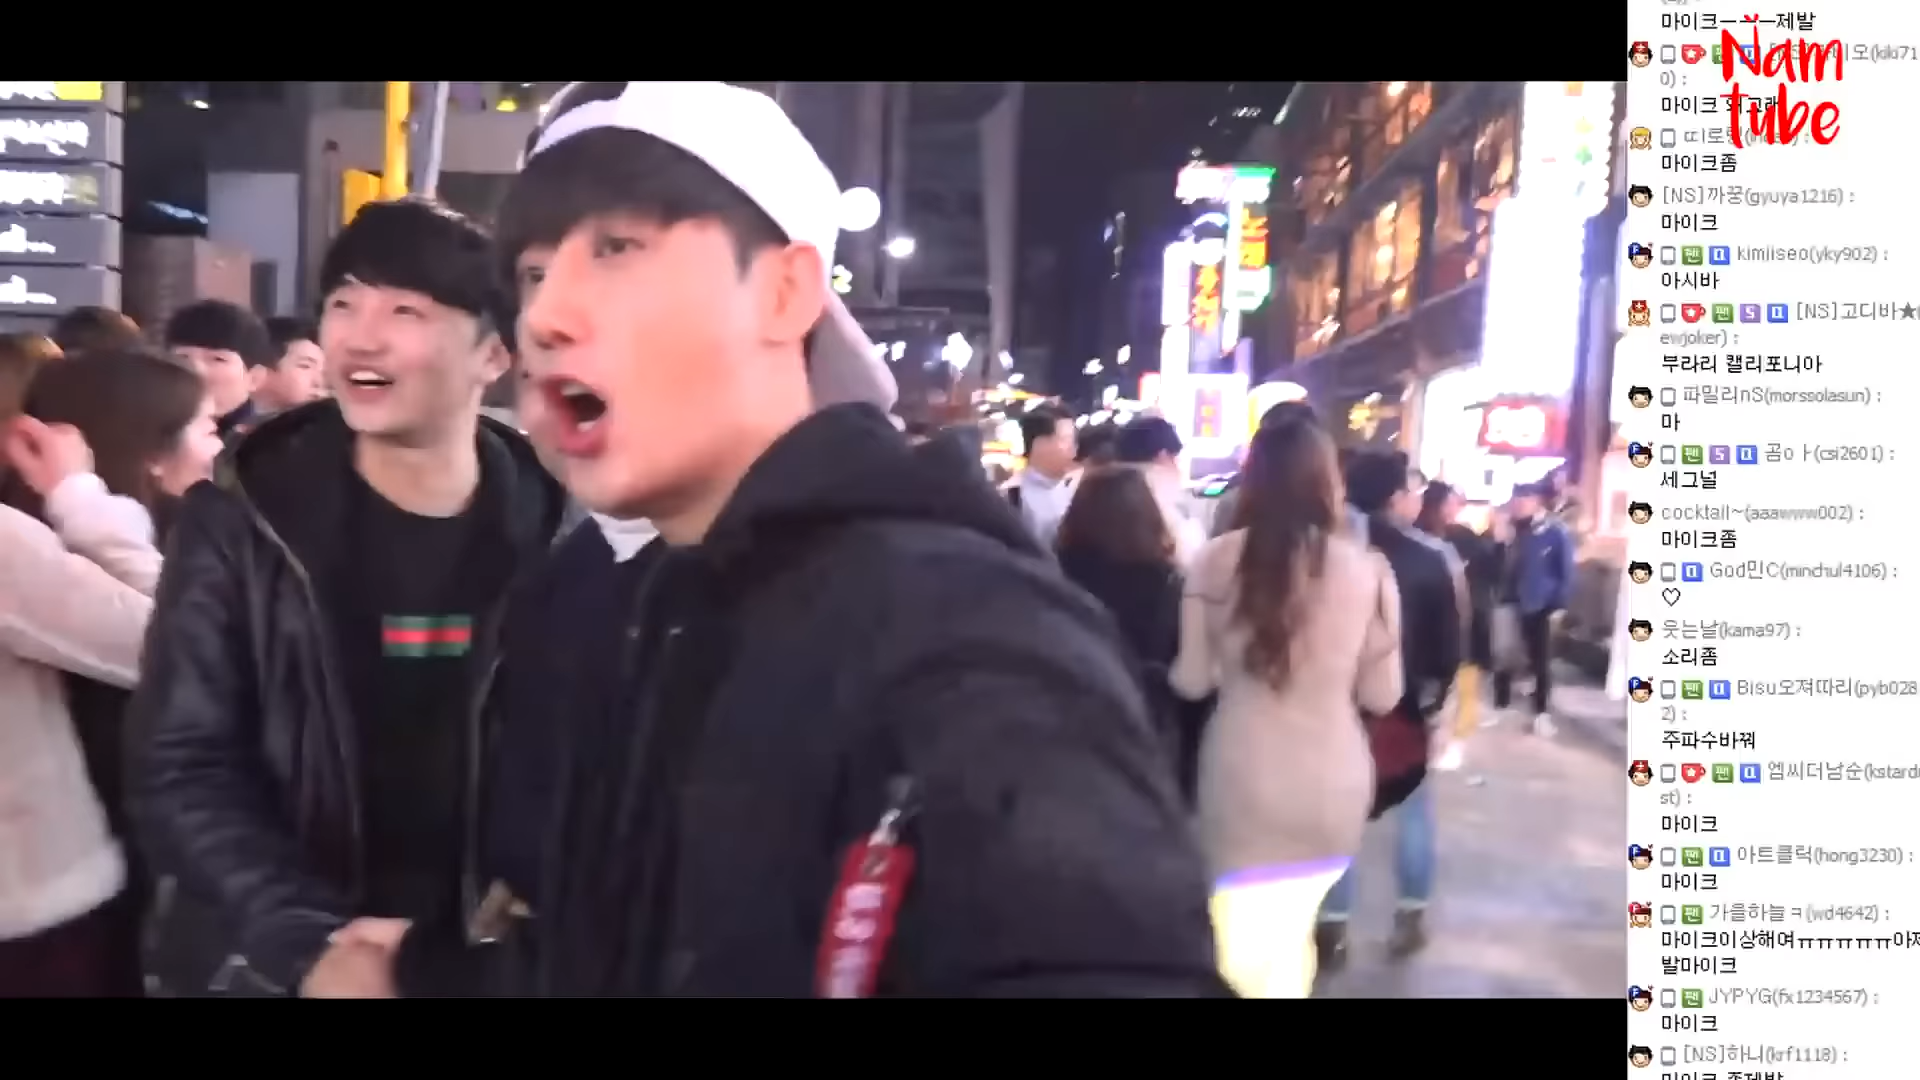 마이크ㅡㅡㅡ제발
Nam
tube
마이크 왜그래
마이크좀
[NS]까꿍(gyuya1216) :
마이크
kimiiseo(yky902) :
아시바
[NS]고디바★(
ewjoker) :
부라리 캘리포니아
파밀리nS(morssolasun) :
마
곰ㅇㅏ(csi2601) :
세그널
cocktail~(aaawww002) :
마이크좀
God민C(minchul4106) :
♡
웃는날(kama97) :
소리좀
Bisu오져따리(pyb028
2) :
주파수바꿔
엠씨더남순(kstard
st) :
마이크
아트클럭(hong3230) :
마이크
가을하늘ㅋ(wd4642) :
마이크이상해여ㅠㅠㅠㅠㅠ아제
발마이크
JYPYG(fx1234567) :
마이크
[NS]하니(krf1118) :